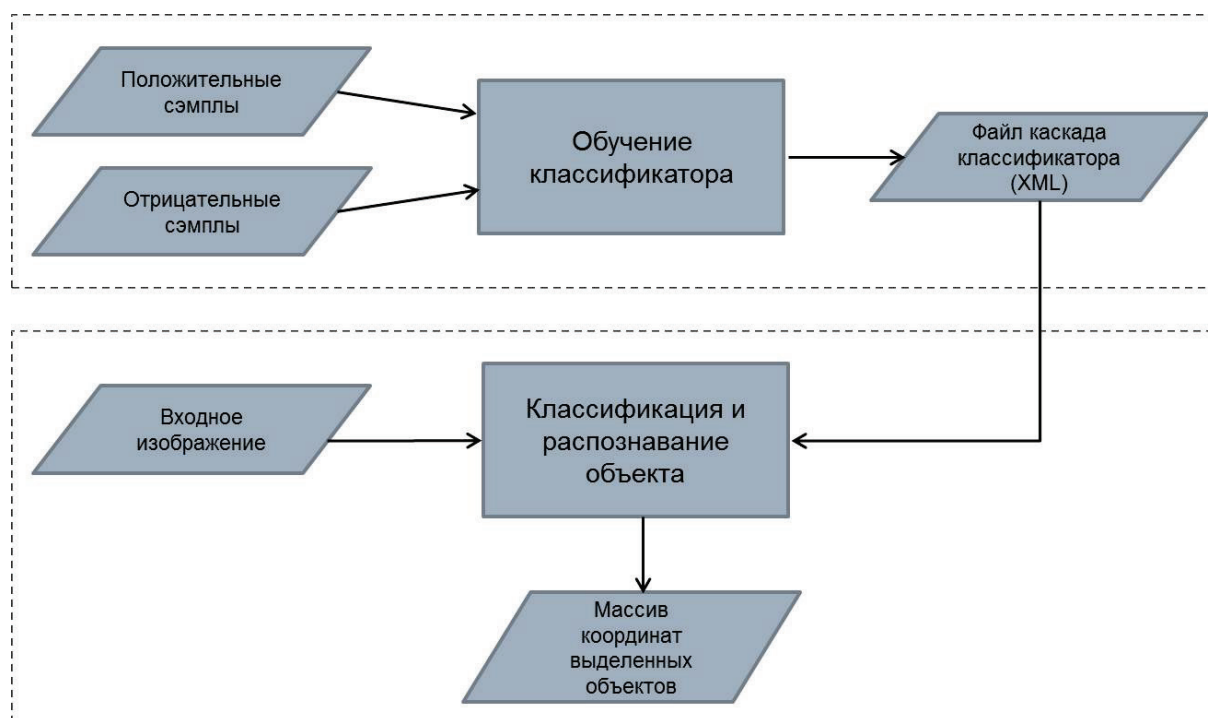 Положительные
сэмплы
Обучение
классификатора
Файл каскада
классификатора
(XML)
Отрицательные
сэмплы
Входное
изображение
Классификация и
распознавание
объекта
Массив
координат
выделенных
объектов